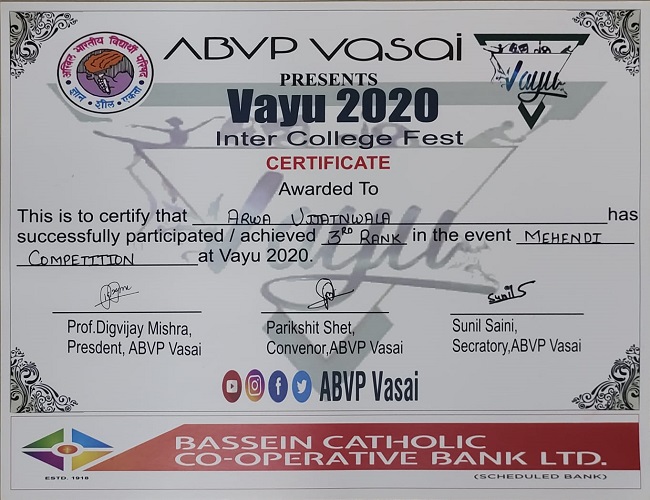 अखिल भारतीय विद्यार्थी परिषद
ज्ञान शील एकता
ABVP Vasai
Vayu
PRESENTS
Vayu 2020
Inter College Fest
CERTIFICATE
Awarded To
This is to certify that ARWA UJJAINWALA has
successfully participated / achieved 3RD RANK in the event MEHENDI
COMPETITION at Vayu 2020.
Sunil S
Prof.Digvijay Mishra,
Presdent, ABVP Vasai
Parikshit Shet,
Convenor,ABVP Vasai
Sunil Saini,
Secratory,ABVP Vasai
ABVP Vasai
BASSEIN CATHOLIC
CO-OPERATIVE BANK LTD.
(SCHEDULED BANK)
ESTD. 1918